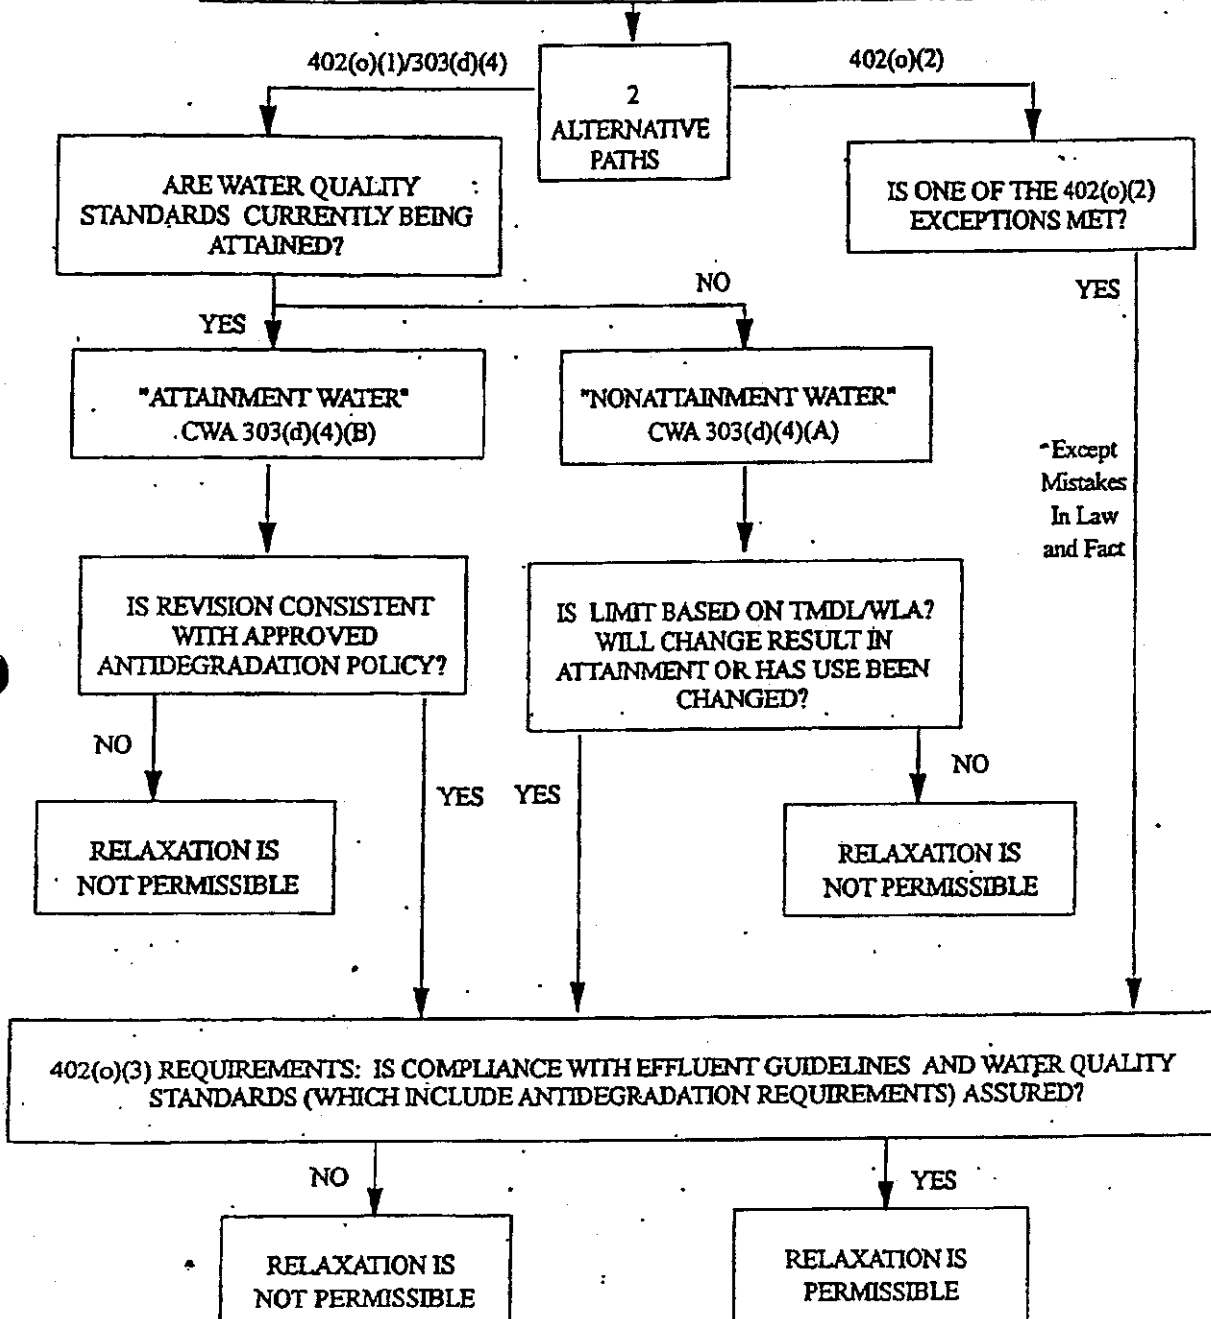 402(o)(1)/303(d)(4)
402(o)(2)
2
ALTERNATIVE
PATHS
ARE WATER QUALITY
STANDARDS CURRENTLY BEING
ATTAINED?
IS ONE OF THE 402(o)(2)
EXCEPTIONS MET?
NO
YES
YES
"ATTAINMENT WATER"
CWA 303(d)(4)(B)
"NONATTAINMENT WATER"
CWA 303(d)(4)(A)
*Except
Mistakes
In Law
and Fact
IS REVISION CONSISTENT
WITH APPROVED
ANTIDEGRADATION POLICY?
IS LIMIT BASED ON TMDL/WLA?
WILL CHANGE RESULT IN
ATTAINMENT OR HAS USE BEEN
CHANGED?
NO
YES
YES
NO
RELAXATION IS
NOT PERMISSIBLE
RELAXATION IS
NOT PERMISSIBLE
402(o)(3) REQUIREMENTS: IS COMPLIANCE WITH EFFLUENT GUIDELINES AND WATER QUALITY
STANDARDS (WHICH INCLUDE ANTIDEGRADATION REQUIREMENTS) ASSURED?
NO
YES
RELAXATION IS
NOT PERMISSIBLE
RELAXATION IS
PERMISSIBLE